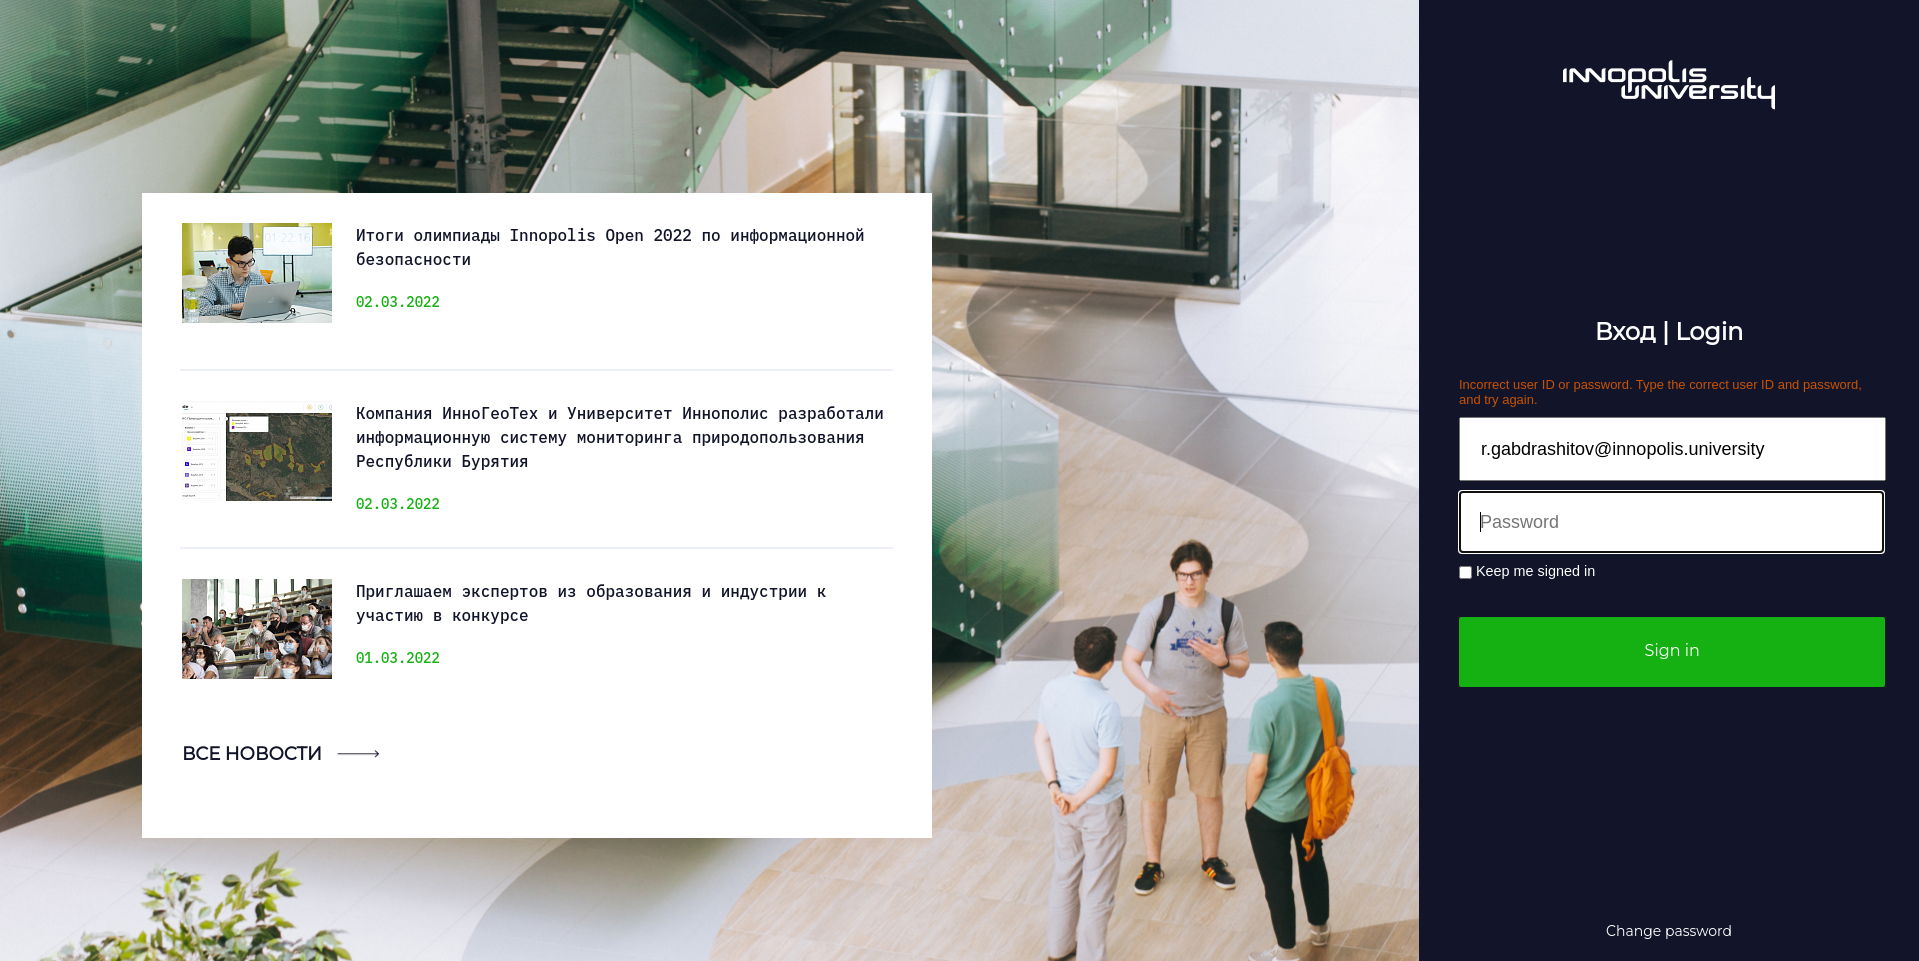 Итоги олимпиады Innopolis Open 2022 по информационной
безопасности
02.03.2022
Компания ИнноГеоТех и Университет Иннополис разработали
информационную систему мониторинга природопользования
Республики Бурятия
02.03.2022
Приглашаем экспертов из образования и индустрии к
участию в конкурсе
01.03.2022
ВСЕ НОВОСТИ
INNOPOLIS
UNIVERSITY
Вход | Login
Incorrect user ID or password. Type the correct user ID and password,
and try again.
r.gabdrashitov@innopolis.university
Password
Keep me signed in
Sign in
Change password